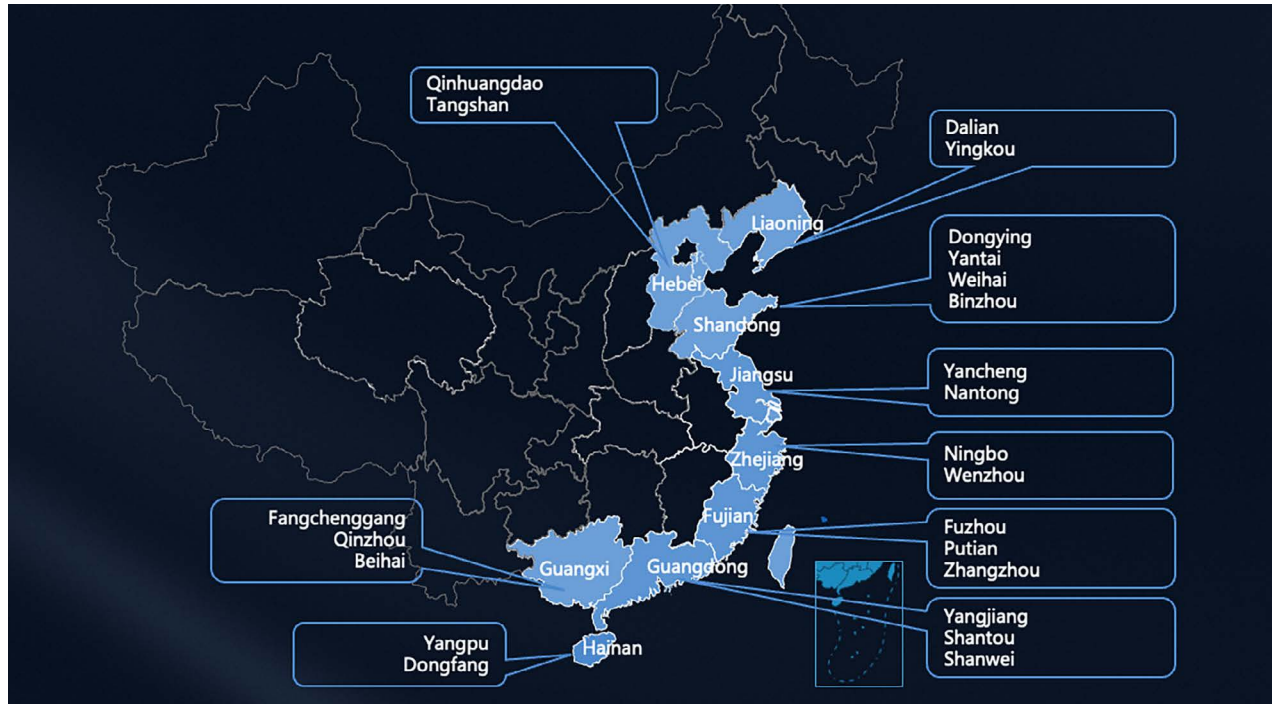 Qinhuangdao
Tangshan
Dalian
Yingkou
Liaoning
Dongying
Yantai
Weihai
Binzhou
Hebei
Shandong
Jiangsu
Yancheng
Nantong
Zhejiang
Ningbo
Wenzhou
Fangchenggang
Qinzhou
Beihai
Fujian
Fuzhou
Putian
Zhangzhou
Guangxi
Guangdong
Yangjiang
Shantou
Shanwei
Yangpu
Dongfang
Hainan